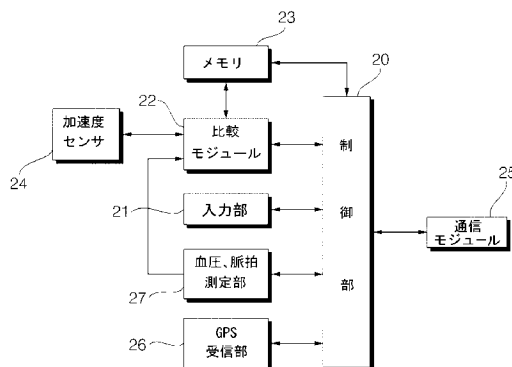 23
メモリ
20
22
加速度
センサ
比較
モジュール
制
御
部
24
21
入力部
25
通信
モジュール
血圧、脈拍
測定部
27
GPS
受信部
26